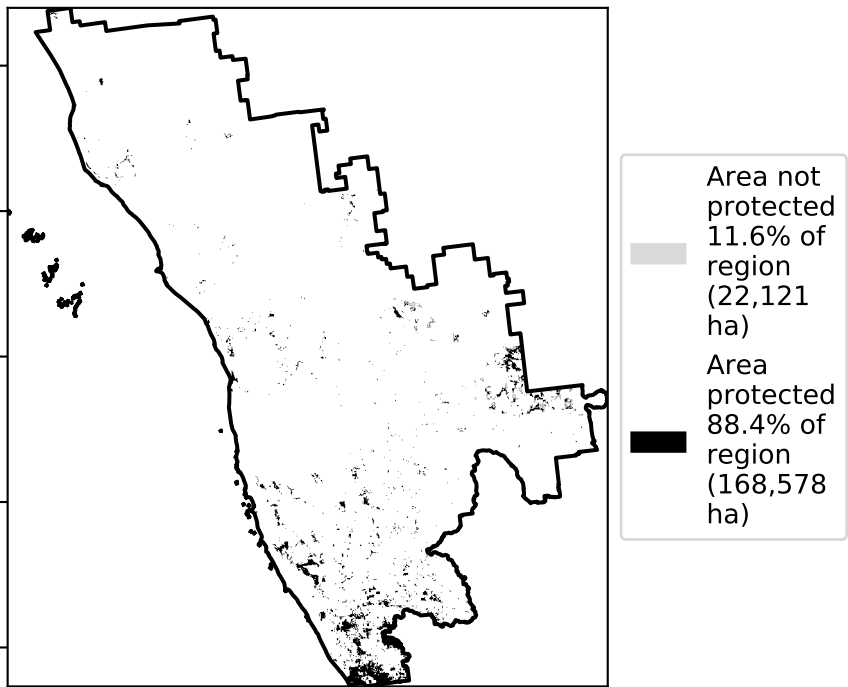 Area not
protected
11.6% of
region
(22,121
ha)
Area
protected
88.4% of
region
(168,578
ha)